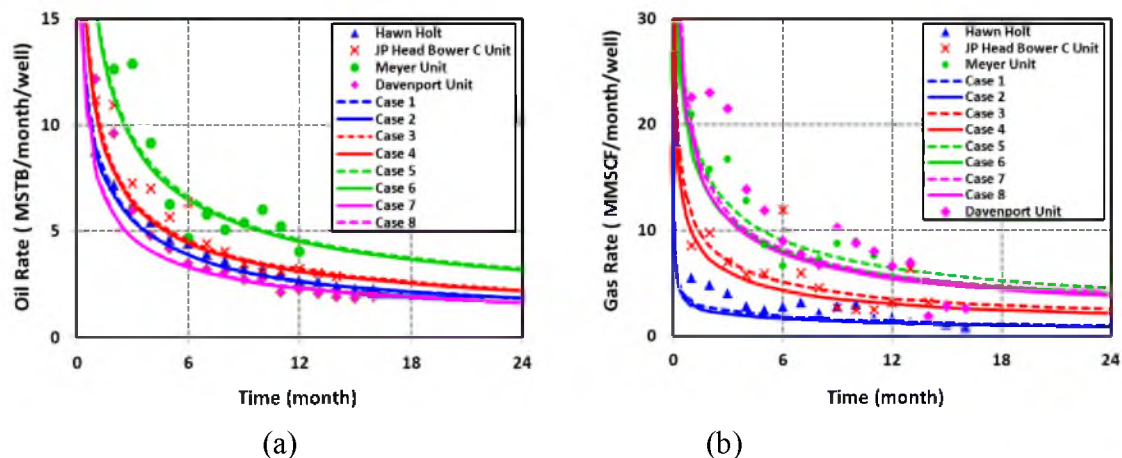 15
10
5
0
Oil Rate ( MSTB/month/well)
Hawn Holt
JP Head Bower C Unit
Meyer Unit
Davenport Unit
Case 1
Case 2
Case 3
Case 4
Case 5
Case 6
Case 7
Case 8
0
6
12
18
24
Time (month)
(a)
30
20
10
0
Gas Rate ( MMSCF/month/well)
Hawn Holt
JP Head Bower C Unit
Meyer Unit
Case 1
Case 2
Case 3
Case 4
Case 5
Case 6
Case 7
Case 8
Davenport Unit
0
6
12
18
24
Time (month)
(b)